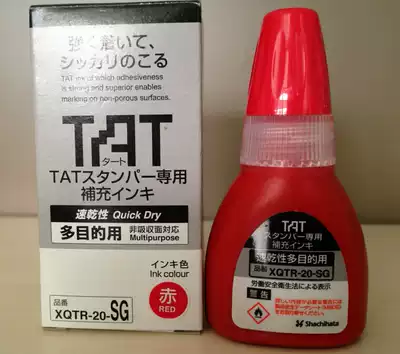 強く着いて、
シッカリのこる
TAT ink of which adhesiveness
is strong and superior enables
marking on non-porous surfaces.
TAT
タート
TATスタンパー専用
補充インキ
速乾性 Quick Dry
多目的用 非吸収面対応
Multipurpose
インキ色
Ink colour
赤
RED
品番
XQTR-20-SG
TAT
スタンパー専用
補充インキ
速乾性多目的用
品番 XQTR-20-SG
労働安全衛生法による表示
警告
Shachihata